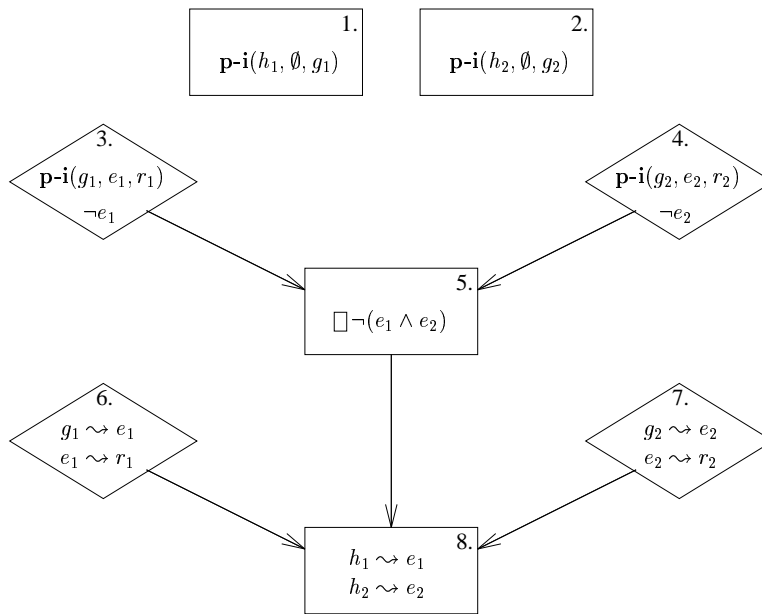 1.
p-i(h₁, ∅, g₁)
2.
p-i(h₂, ∅, g₂)
3.
p-i(g₁, e₁, r₁)
¬e₁
4.
p-i(g₂, e₂, r₂)
¬e₂
5.
□¬(e₁ ∧ e₂)
6.
g₁ ⤳ e₁
e₁ ⤳ r₁
7.
g₂ ⤳ e₂
e₂ ⤳ r₂
8.
h₁ ⤳ e₁
h₂ ⤳ e₂